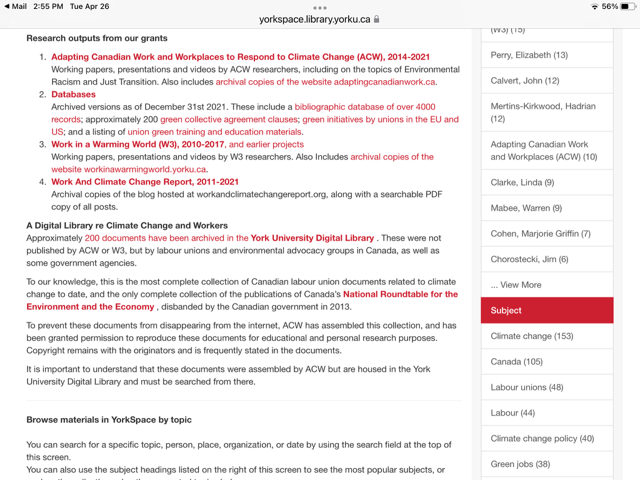 Mail 2:55 PM Tue Apr 26
56%
yorkspace.library.yorku.ca
Research outputs from our grants
1. Adapting Canadian Work and Workplaces to Respond to Climate Change (ACW), 2014-2021
Working papers, presentations and videos by ACW researchers, including on the topics of Environmental
Racism and Just Transition. Also includes archival copies of the website adaptingcanadianwork.ca.
2. Databases
Archived versions as of December 31st 2021. These include a bibliographic database of over 4000
records; approximately 200 green collective agreement clauses; green initiatives by unions in the EU and
US; and a listing of union green training and education materials.
3. Work in a Warming World (W3), 2010-2017, and earlier projects
Working papers, presentations and videos by W3 researchers. Also Includes archival copies of the
website workinawarmingworld.yorku.ca.
4. Work And Climate Change Report, 2011-2021
Archival copies of the blog hosted at workandclimatechangereport.org, along with a searchable PDF
copy of all posts.
A Digital Library re Climate Change and Workers
Approximately 200 documents have been archived in the York University Digital Library . These were not
published by ACW or W3, but by labour unions and environmental advocacy groups in Canada, as well as
some government agencies.
To our knowledge, this is the most complete collection of Canadian labour union documents related to climate
change to date, and the only complete collection of the publications of Canada's National Roundtable for the
Environment and the Economy , disbanded by the Canadian government in 2013.
To prevent these documents from disappearing from the internet, ACW has assembled this collection, and has
been granted permission to reproduce these documents for educational and personal research purposes.
Copyright remains with the originators and is frequently stated in the documents.
It is important to understand that these documents were assembled by ACW but are housed in the York
University Digital Library and must be searched from there.
Browse materials in YorkSpace by topic
You can search for a specific topic, person, place, organization, or date by using the search field at the top of
this screen.
You can also use the subject headings listed on the right of this screen to see the most popular subjects, or
(W3) (15)
Perry, Elizabeth (13)
Calvert, John (12)
Mertins-Kirkwood, Hadrian
(12)
Adapting Canadian Work
and Workplaces (ACW) (10)
Clarke, Linda (9)
Mabee, Warren (9)
Cohen, Marjorie Griffin (7)
Chorostecki, Jim (6)
... View More
Subject
Climate change (153)
Canada (105)
Labour unions (48)
Labour (44)
Climate change policy (40)
Green jobs (38)